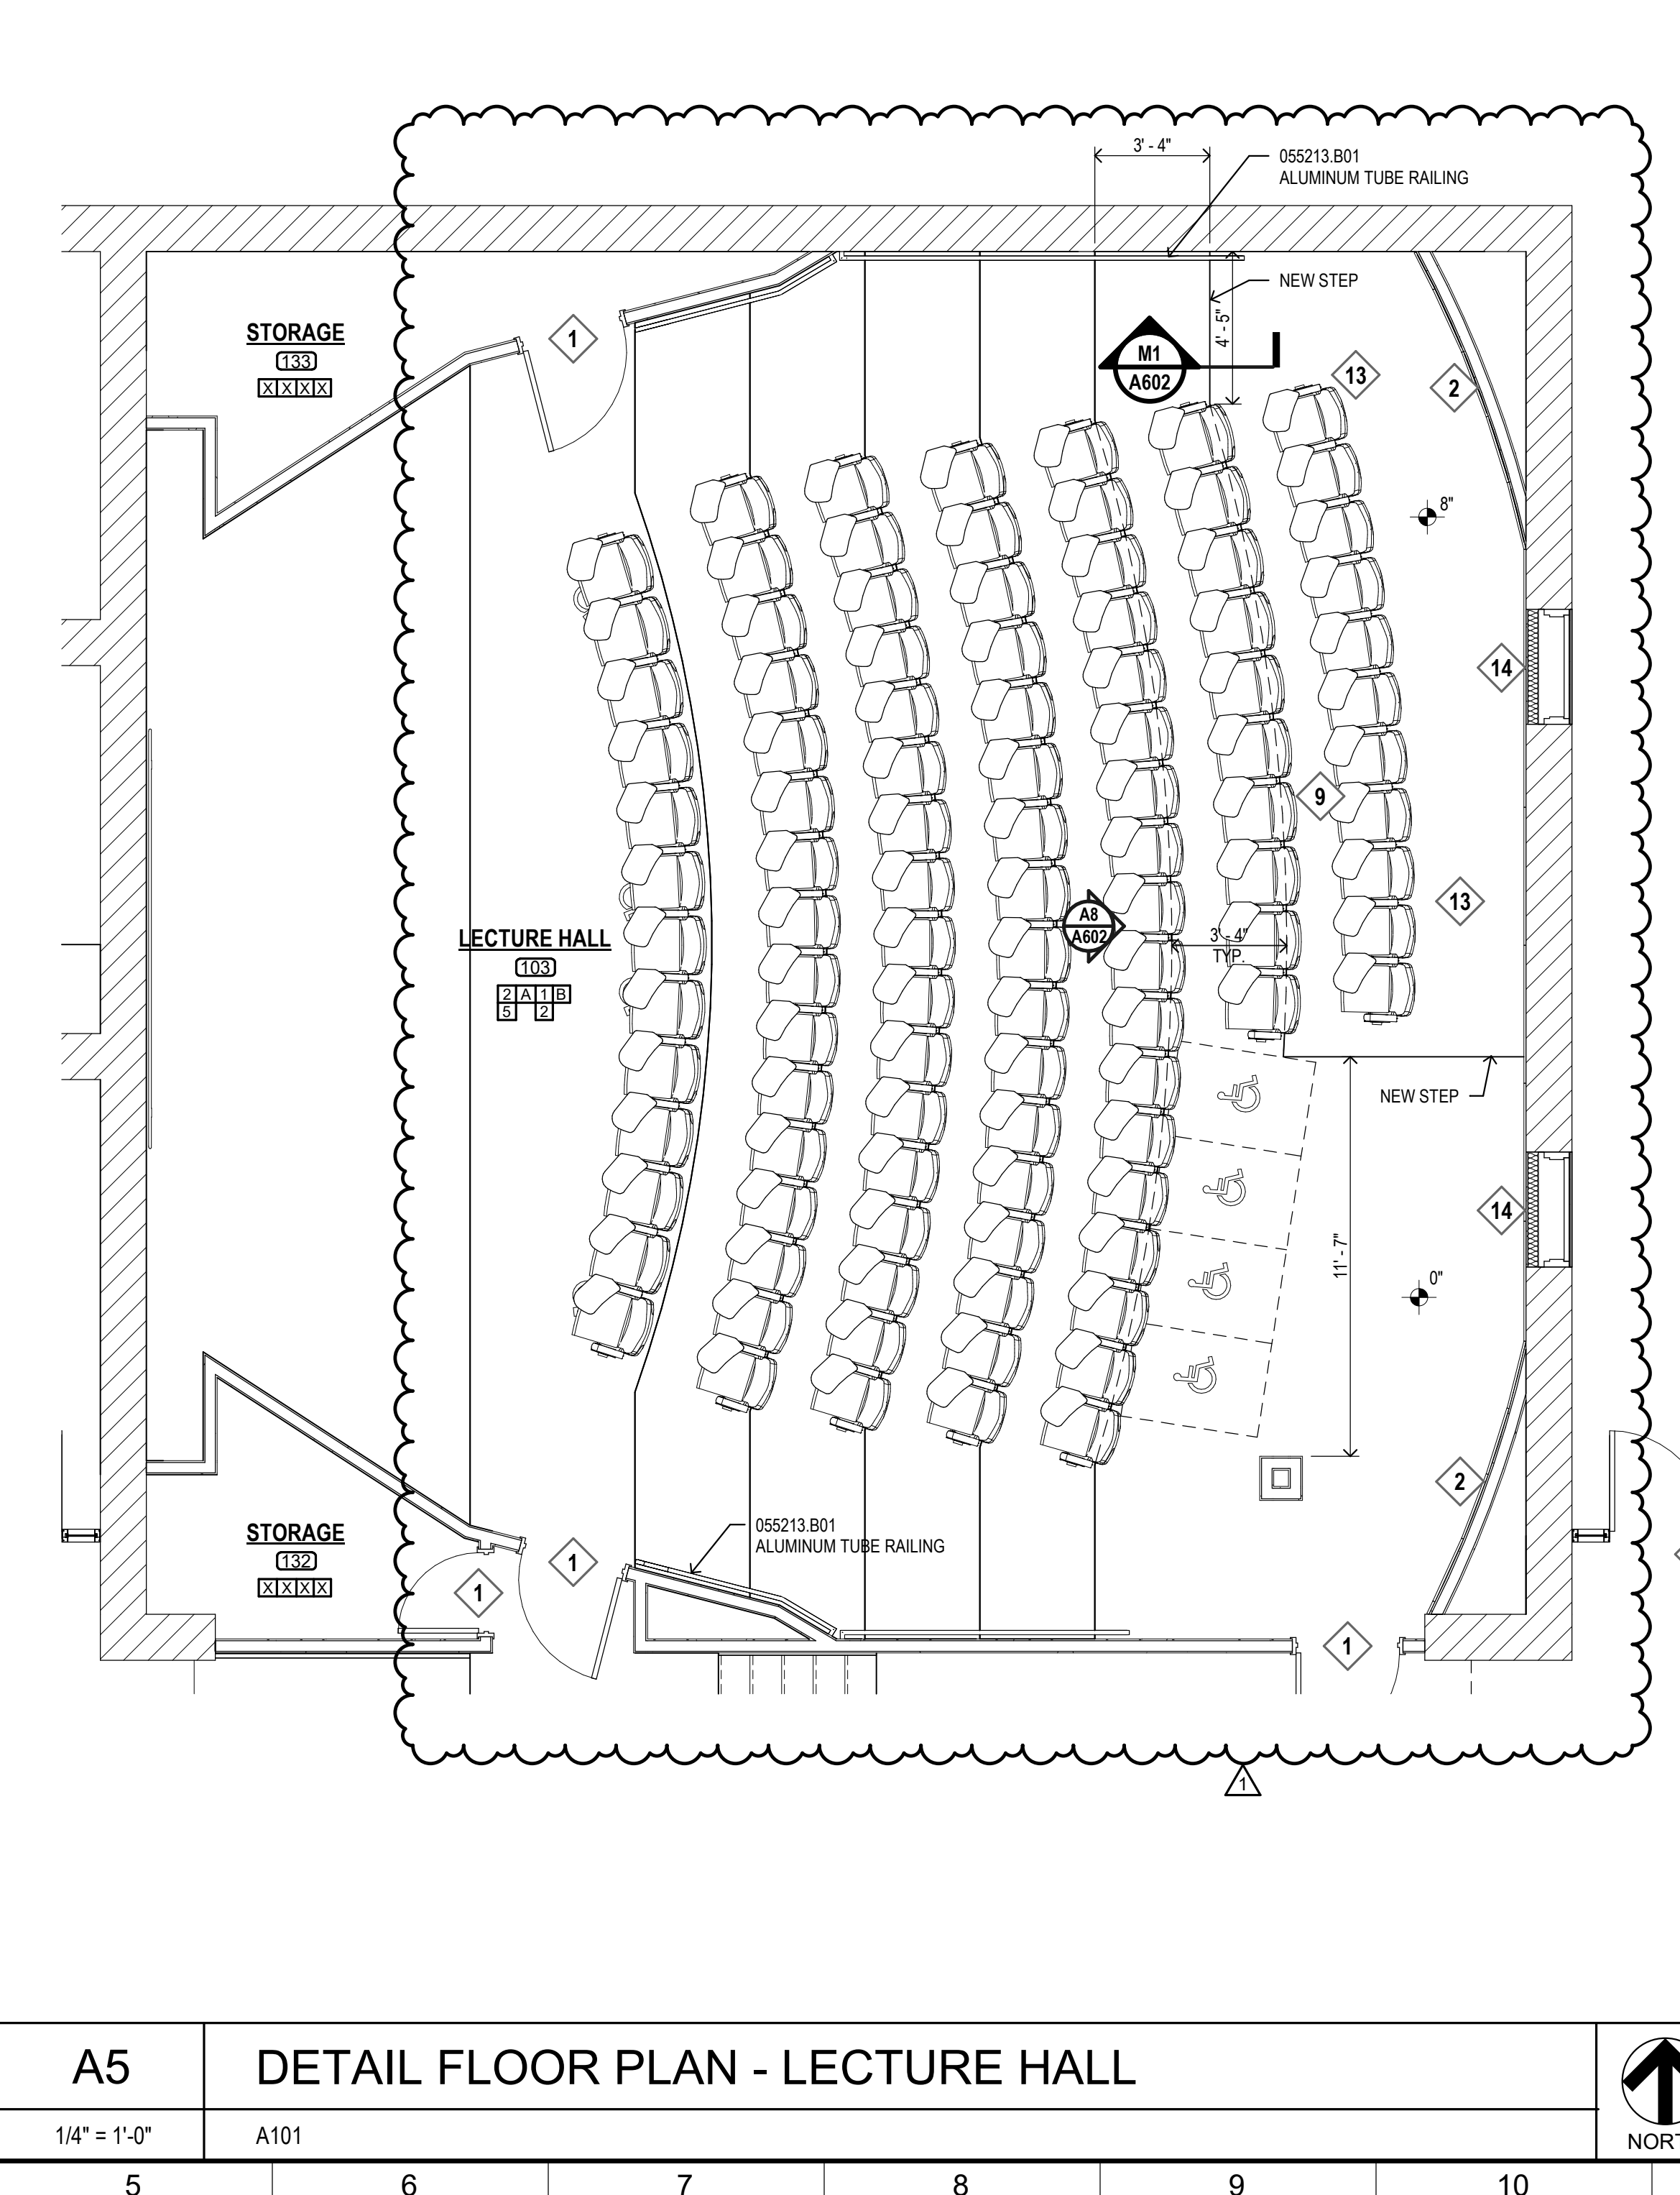 3' - 4"
055213.B01
ALUMINUM TUBE RAILING
NEW STEP
4' - 5"
STORAGE
133
X X X X
1
M1
A602
13
2
8"
14
9
13
A8
A602
3' - 4"
TYP.
LECTURE HALL
103
2 A 1 B
5 2
NEW STEP
14
11' - 7"
0"
2
STORAGE
132
X X X X
055213.B01
ALUMINUM TUBE RAILING
1
1
1
1
A5
DETAIL FLOOR PLAN - LECTURE HALL
1/4" = 1'-0"
A101
NORT
5 6 7 8 9 10